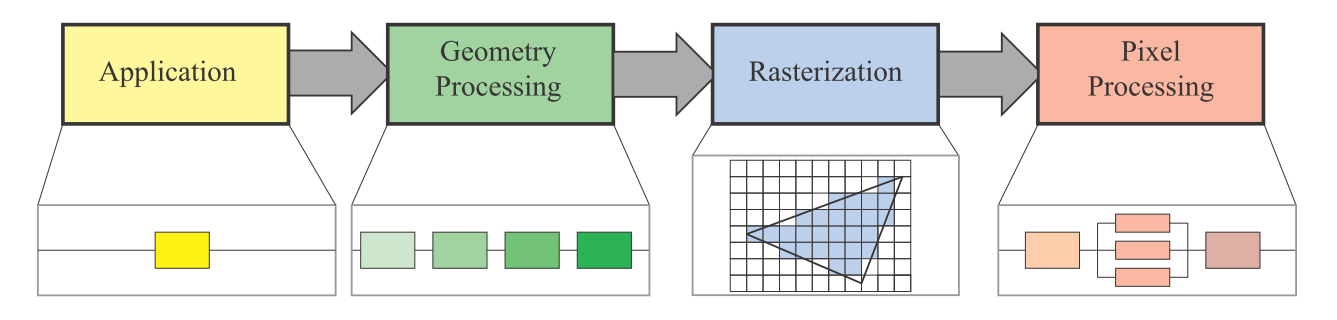 Application
Geometry
Processing
Rasterization
Pixel
Processing